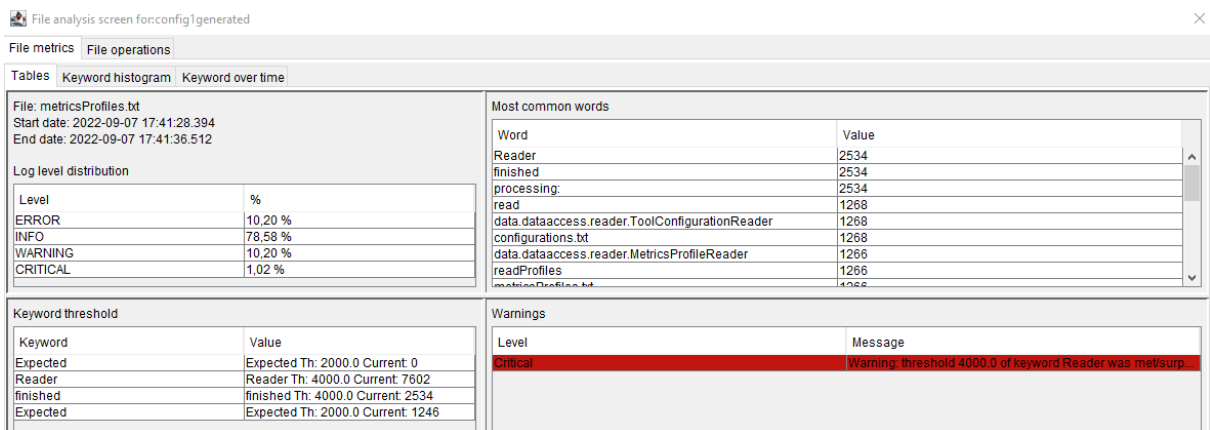 File analysis screen for:config1generated
File metrics File operations
Tables Keyword histogram Keyword over time
File: metricsProfiles.txt
Start date: 2022-09-07 17:41:28.394
End date: 2022-09-07 17:41:36.512
Log level distribution
Level %
ERROR 10,20 %
INFO 78,58 %
WARNING 10,20 %
CRITICAL 1,02 %
Most common words
Word Value
Reader 2534
finished 2534
processing: 2534
read 1268
data.dataaccess.reader.ToolConfigurationReader 1268
configurations.txt 1268
data.dataaccess.reader.MetricsProfileReader 1266
readProfiles 1266
metricsProfiles.txt 1266
Keyword threshold
Keyword Value
Expected Expected Th: 2000.0 Current: 0
Reader Reader Th: 4000.0 Current: 7602
finished finished Th: 4000.0 Current: 2534
Expected Expected Th: 2000.0 Current: 1246
Warnings
Level Message
Critical Warning: threshold 4000.0 of keyword Reader was met/surp...